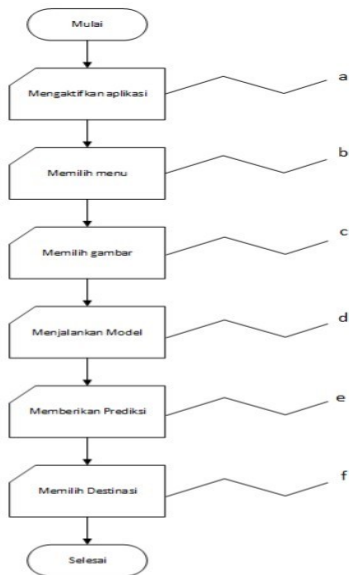 Mulai
Mengaktifkan aplikasi
a
Memilih menu
b
Memilih gambar
c
Menjalankan Model
d
Memberikan Prediksi
e
Memilih Destinasi
f
Selesai